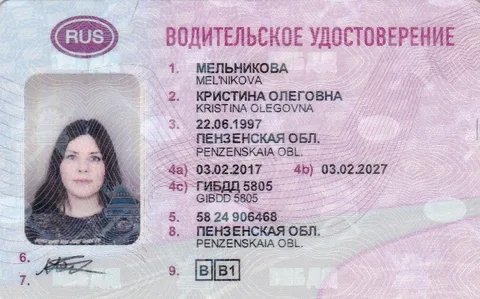 RUS
ВОДИТЕЛЬСКОЕ УДОСТОВЕРЕНИЕ
1. МЕЛЬНИКОВА
MEL'NIKOVA
2. КРИСТИНА ОЛЕГОВНА
KRISTINA OLEGOVNA
3. 22.06.1997
ПЕНЗЕНСКАЯ ОБЛ.
PENZENSKAIA OBL.
4a) 03.02.2017 4b) 03.02.2027
4c) ГИБДД 5805
GIBDD 5805
5. 58 24 906468
8. ПЕНЗЕНСКАЯ ОБЛ.
PENZENSKAIA OBL.
6.
7.
9. B B1